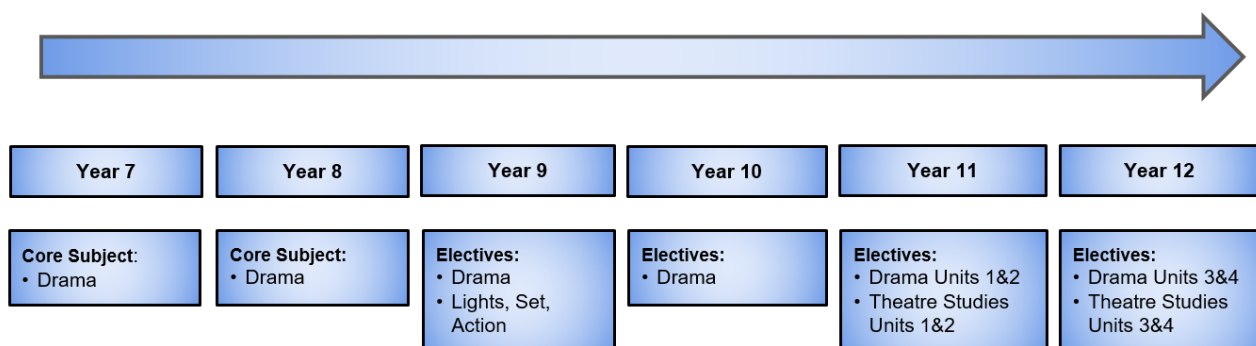 Year 7
Year 8
Year 9
Year 10
Year 11
Year 12
Core Subject:
• Drama
Core Subject:
• Drama
Electives:
• Drama
• Lights, Set,
Action
Electives:
• Drama
Electives:
• Drama Units 1&2
• Theatre Studies
Units 1&2
Electives:
• Drama Units 3&4
• Theatre Studies
Units 3&4